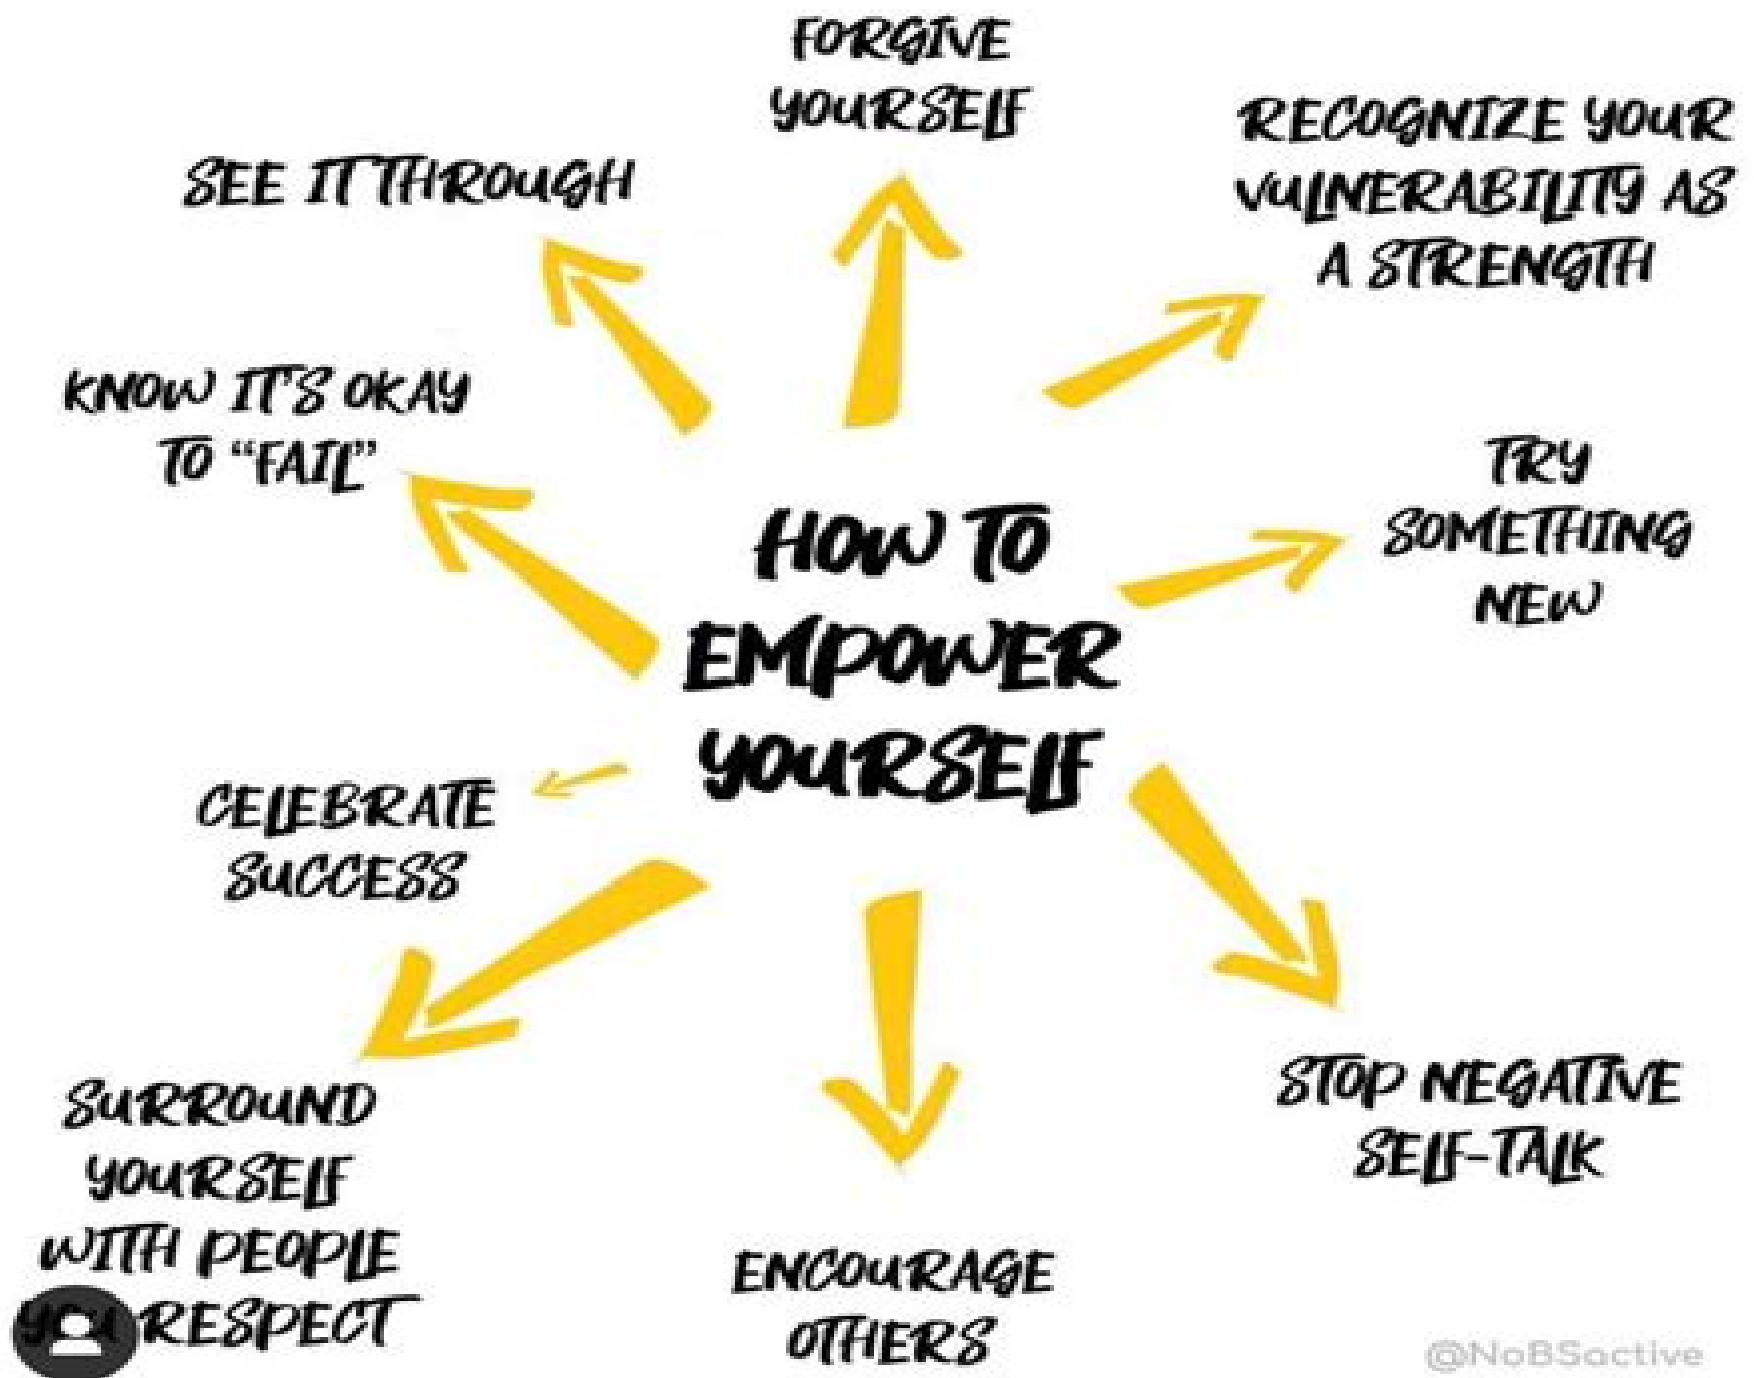 FORGIVE
YOURSELF
RECOGNIZE YOUR
VULNERABILITY AS
A STRENGTH
SEE IT THROUGH
KNOW IT'S OKAY
TO “FAIL”
TRY
SOMETHING
NEW
HOW TO
EMPOWER
YOURSELF
CELEBRATE
SUCCESS
STOP NEGATIVE
SELF-TALK
SURROUND
YOURSELF
WITH PEOPLE
YOU RESPECT
ENCOURAGE
OTHERS
@NoBSactive